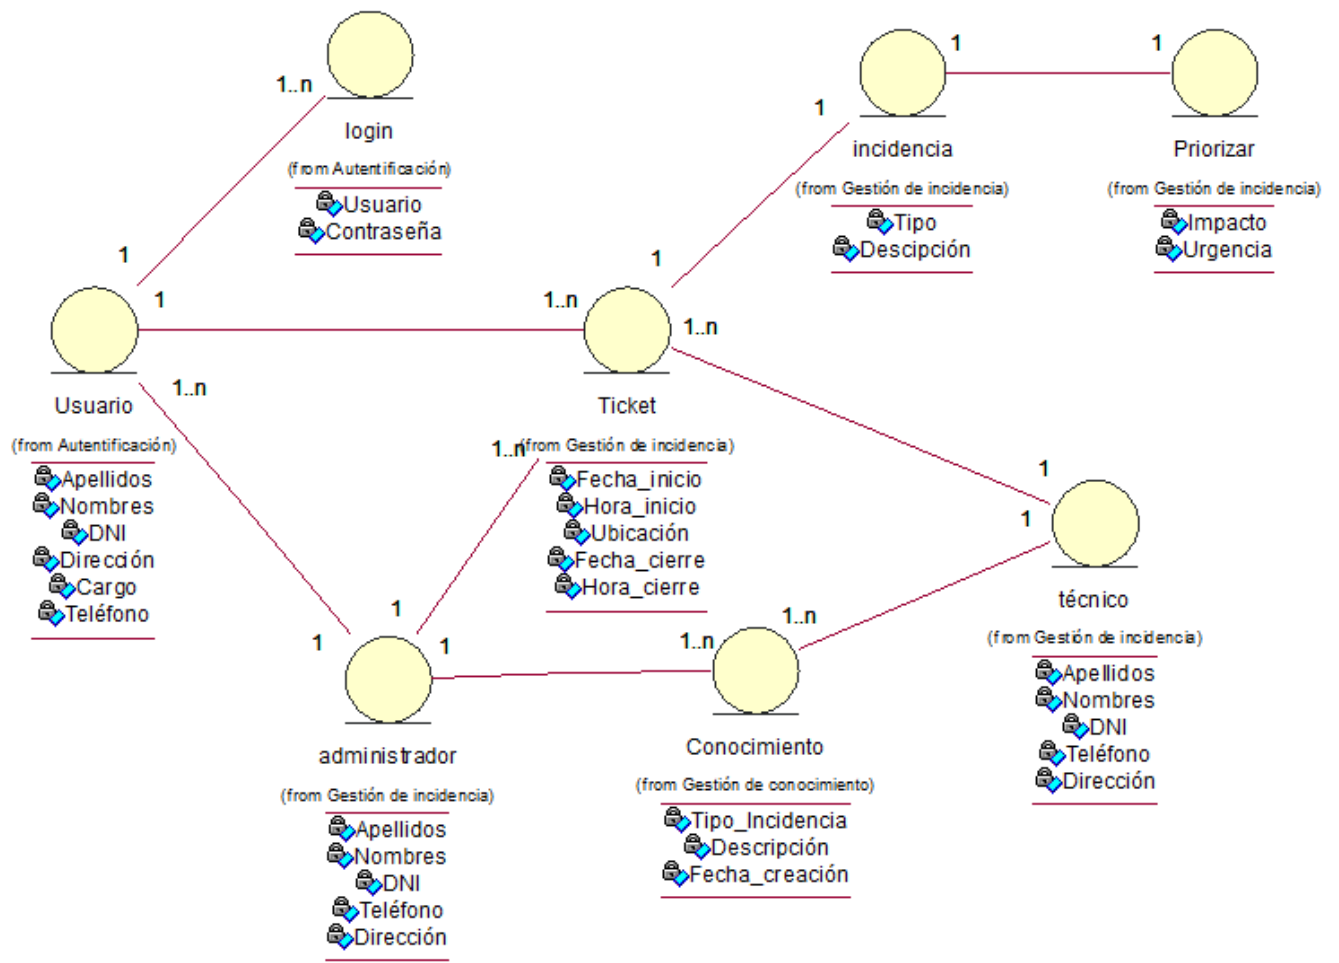 1
1
1..n
1
login
incidencia
Priorizar
(from Autentificación)
(from Gestión de incidencia)
(from Gestión de incidencia)
Usuario
Contraseña
Tipo
Descipción
Impacto
Urgencia
1
1
1
1..n
1..n
1..n
Usuario
(from Autentificación)
Apellidos
Nombres
DNI
Dirección
Cargo
Teléfono
Ticket
(from Gestión de incidencia)
1..n
Fecha_inicio
Hora_inicio
Ubicación
Fecha_cierre
Hora_cierre
1
1
técnico
(from Gestión de incidencia)
Apellidos
Nombres
DNI
Teléfono
Dirección
1
1
1
1..n
1..n
administrador
(from Gestión de incidencia)
Apellidos
Nombres
DNI
Teléfono
Dirección
Conocimiento
(from Gestión de conocimiento)
Tipo_Incidencia
Descripción
Fecha_creación